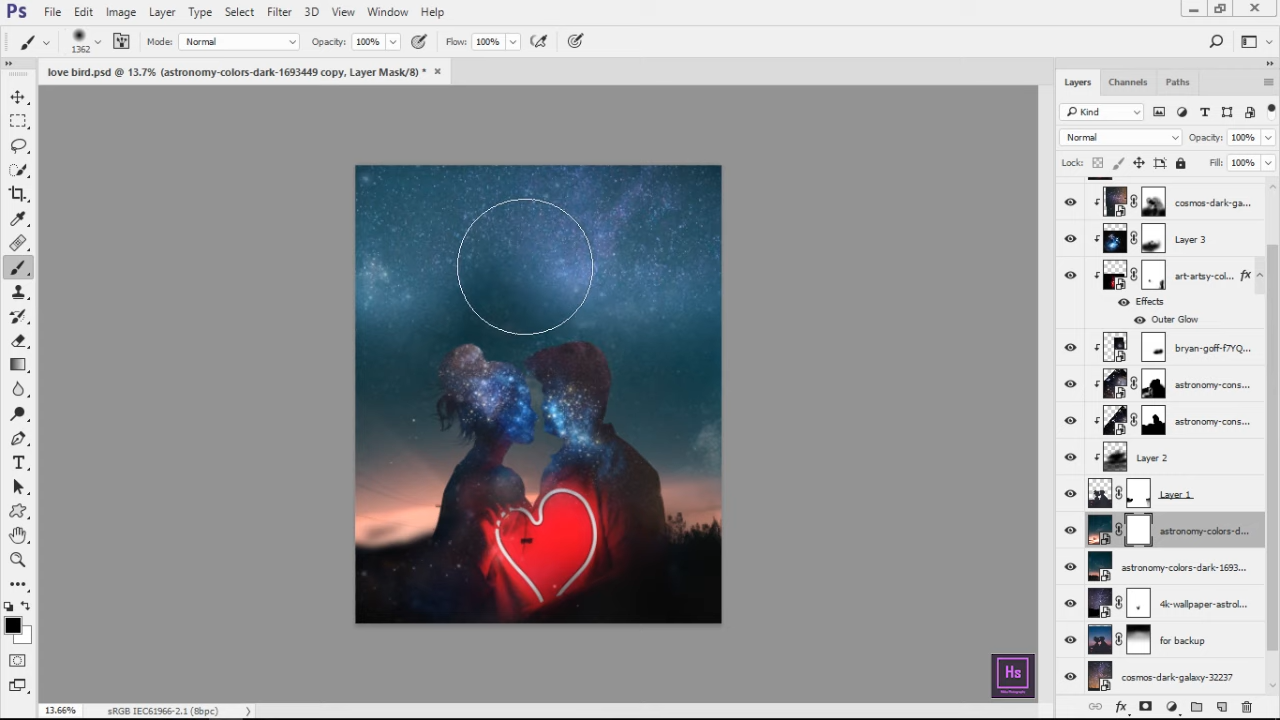 Ps File Edit Image Layer Type Select Filter 3D View Window Help
1362 Mode: Normal Opacity: 100% Flow: 100%
love bird.psd @ 13.7% (astronomy-colors-dark-1693449 copy, Layer Mask/8) * ×
Layers Channels Paths
Kind
Normal Opacity: 100%
Lock: Fill: 100%
cosmos-dark-ga...
Layer 3
art-artsy-col... fx
Effects
Outer Glow
bryan-goff-f7YQ...
astronomy-cons...
astronomy-cons...
Layer 2
Layer 1
astronomy-colors-d...
astronomy-colors-dark-1693...
4k-wallpaper-astrol...
for backup
cosmos-dark-galaxy-32237
Hs
13.66% sRGB IEC61966-2.1 (8bpc)
fx